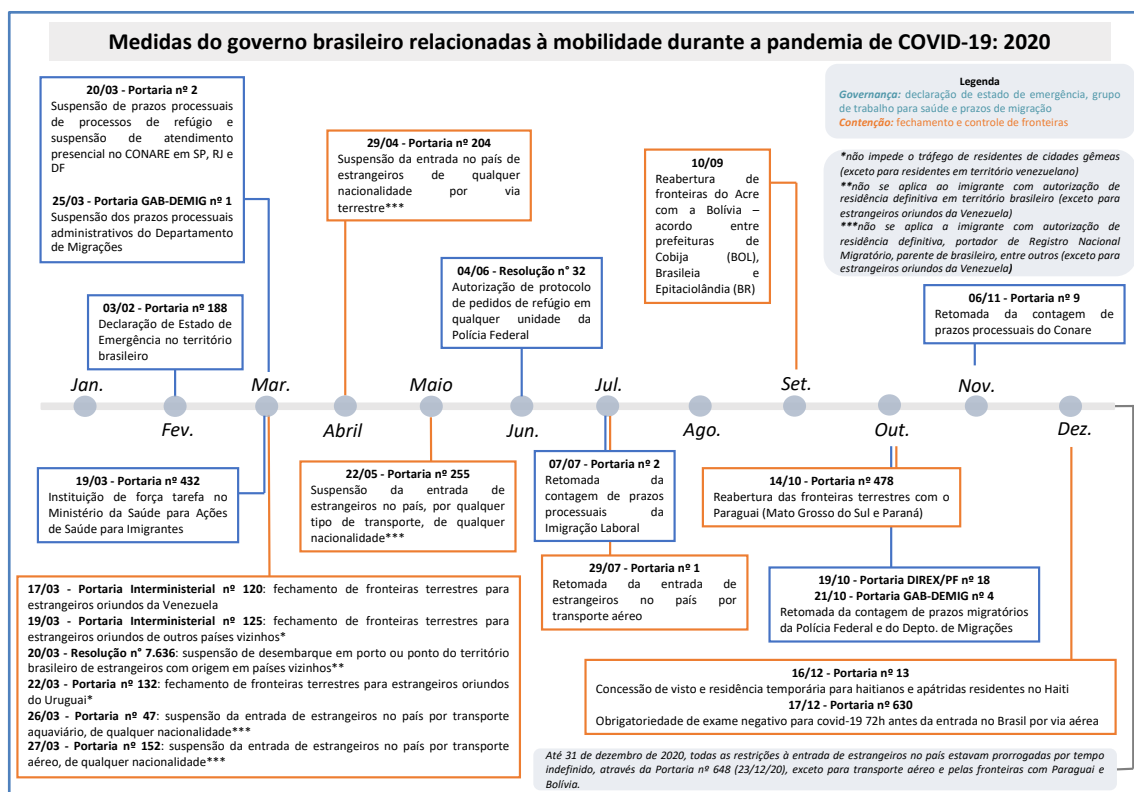 Medidas do governo brasileiro relacionadas à mobilidade durante a pandemia de COVID-19: 2020
20/03 - Portaria nº 2
Suspensão de prazos processuais
de processos de refúgio e
suspensão de atendimento
presencial no CONARE em SP, RJ e
DF
25/03 - Portaria GAB-DEMIG nº 1
Suspensão dos prazos processuais
administrativos do Departamento
de Migrações
29/04 - Portaria nº 204
Suspensão da entrada no país de
estrangeiros de qualquer
nacionalidade por via
terrestre***
10/09
Reabertura de
fronteiras do Acre
com a Bolívia –
acordo entre
prefeituras de
Cobija (BOL),
Brasileia e
Epitaciolândia (BR)
Legenda
Governança: declaração de estado de emergência, grupo
de trabalho para saúde e prazos de migração
Contenção: fechamento e controle de fronteiras
*não impede o tráfego de residentes de cidades gêmeas
(exceto para residentes em território venezuelano)
**não se aplica ao imigrante com autorização de
residência definitiva em território brasileiro (exceto para
estrangeiros oriundos da Venezuela)
***não se aplica a imigrante com autorização de
residência definitiva, portador de Registro Nacional
Migratório, parente de brasileiro, entre outros (exceto para
estrangeiros oriundos da Venezuela)
03/02 - Portaria nº 188
Declaração de Estado de
Emergência no território
brasileiro
04/06 - Resolução n° 32
Autorização de protocolo
de pedidos de refúgio em
qualquer unidade da
Polícia Federal
06/11 - Portaria nº 9
Retomada da contagem de
prazos processuais do Conare
Jan.
Fev.
Mar.
Abril
Maio
Jun.
Jul.
Ago.
Set.
Out.
Nov.
Dez.
19/03 - Portaria nº 432
Instituição de força tarefa no
Ministério da Saúde para Ações
de Saúde para Imigrantes
22/05 - Portaria nº 255
Suspensão da entrada de
estrangeiros no país, por qualquer
tipo de transporte, de qualquer
nacionalidade***
07/07 - Portaria nº 2
Retomada da
contagem de prazos
processuais da
Imigração Laboral
14/10 - Portaria nº 478
Reabertura das fronteiras terrestres com o
Paraguai (Mato Grosso do Sul e Paraná)
29/07 - Portaria nº 1
Retomada da entrada de
estrangeiros no país por
transporte aéreo
19/10 - Portaria DIREX/PF nº 18
21/10 - Portaria GAB-DEMIG nº 4
Retomada da contagem de prazos migratórios
da Polícia Federal e do Depto. de Migrações
17/03 - Portaria Interministerial nº 120: fechamento de fronteiras terrestres para
estrangeiros oriundos da Venezuela
19/03 - Portaria Interministerial nº 125: fechamento de fronteiras terrestres para
estrangeiros oriundos de outros países vizinhos*
20/03 - Resolução n° 7.636: suspensão de desembarque em porto ou ponto do território
brasileiro de estrangeiros com origem em países vizinhos**
22/03 - Portaria nº 132: fechamento de fronteiras terrestres para estrangeiros oriundos
do Uruguai*
26/03 - Portaria nº 47: suspensão da entrada de estrangeiros no país por transporte
aquaviário, de qualquer nacionalidade***
27/03 - Portaria nº 152: suspensão da entrada de estrangeiros no país por transporte
aéreo, de qualquer nacionalidade***
16/12 - Portaria nº 13
Concessão de visto e residência temporária para haitianos e apátridas residentes no Haiti
17/12 - Portaria nº 630
Obrigatoriedade de exame negativo para covid-19 72h antes da entrada no Brasil por via aérea
Até 31 de dezembro de 2020, todas as restrições à entrada de estrangeiros no país estavam prorrogadas por tempo
indefinido, através da Portaria nº 648 (23/12/20), exceto para transporte aéreo e pelas fronteiras com Paraguai e
Bolívia.